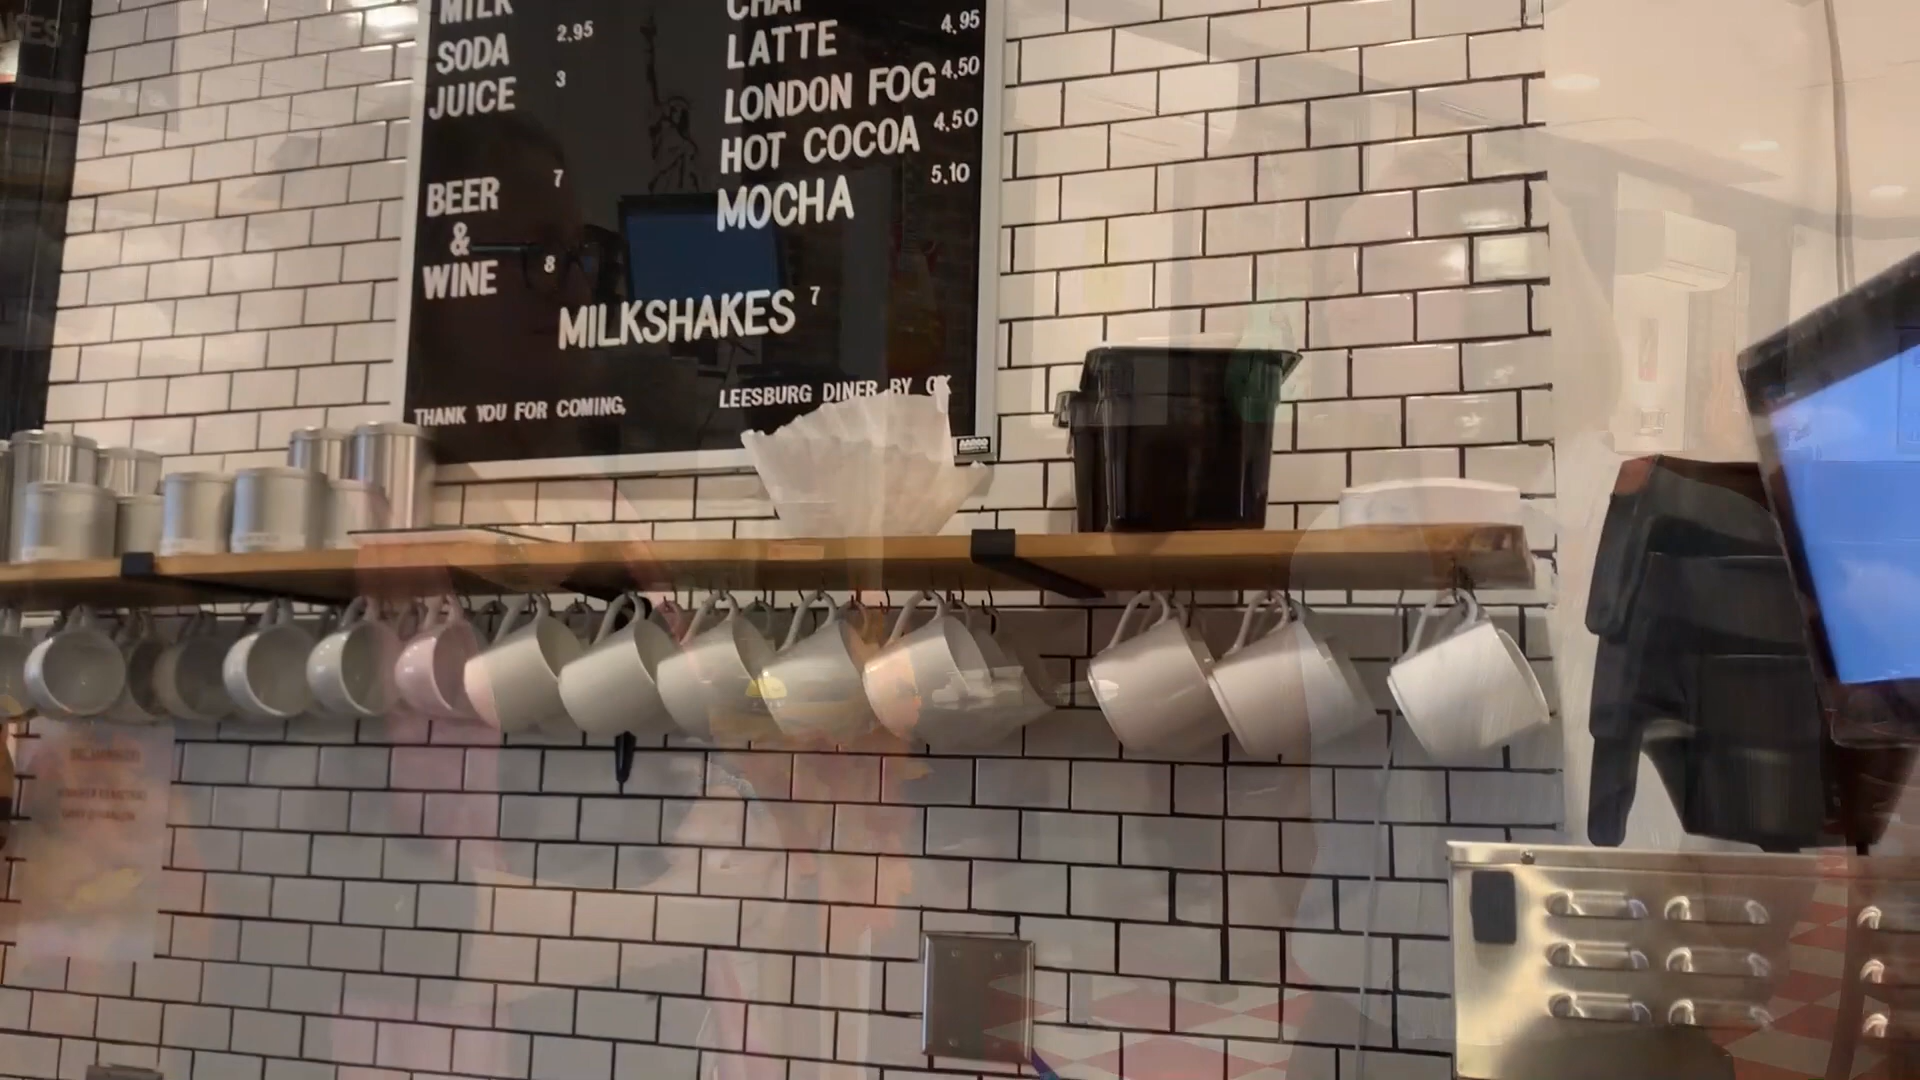 MILK
SODA 2.95
JUICE 3
BEER 7
&
WINE 8
CHAI
LATTE 4.95
LONDON FOG 4.50
HOT COCOA 4.50
MOCHA 5.10
MILKSHAKES 7
THANK YOU FOR COMING,
LEESBURG DINER BY OK